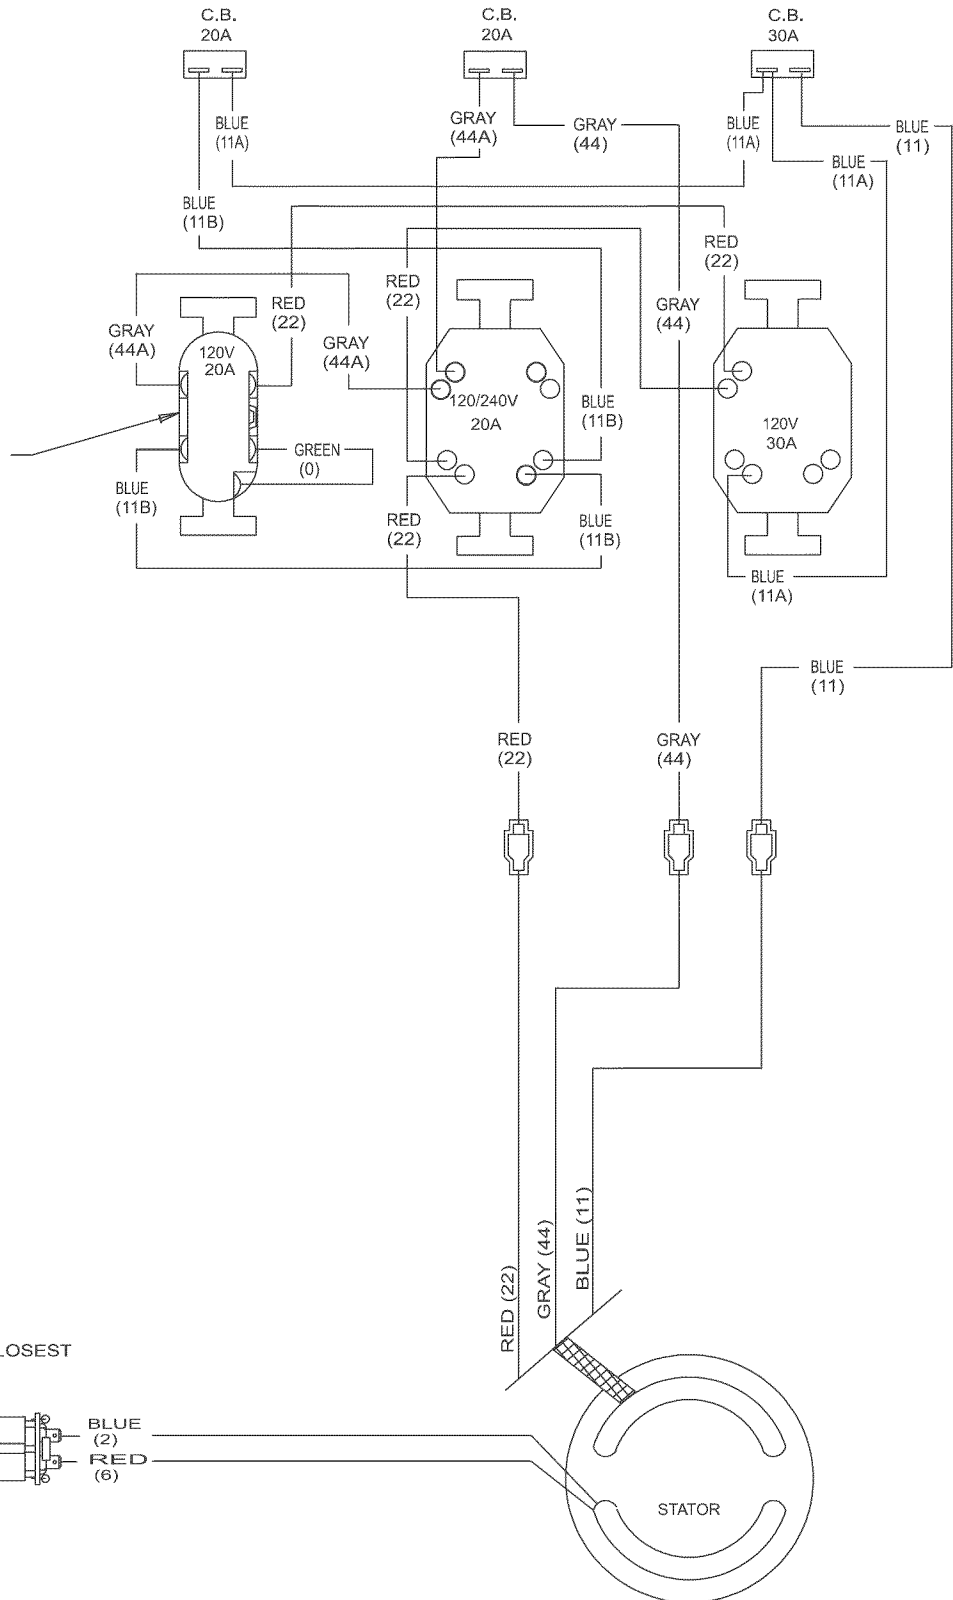 C.B.
20A
C.B.
20A
C.B.
30A
BLUE
(11A)
GRAY
(44A)
GRAY
(44)
BLUE
(11A)
BLUE
(11)
BLUE
(11A)
BLUE
(11B)
RED
(22)
RED
(22)
RED
(22)
GRAY
(44)
GRAY
(44A)
GRAY
(44A)
120V
20A
120/240V
20A
BLUE
(11B)
120V
30A
GREEN
(0)
BLUE
(11B)
RED
(22)
BLUE
(11B)
BLUE
(11A)
BLUE
(11)
RED
(22)
GRAY
(44)
RED (22)
GRAY (44)
BLUE (11)
LOSEST
BLUE
(2)
RED
(6)
STATOR